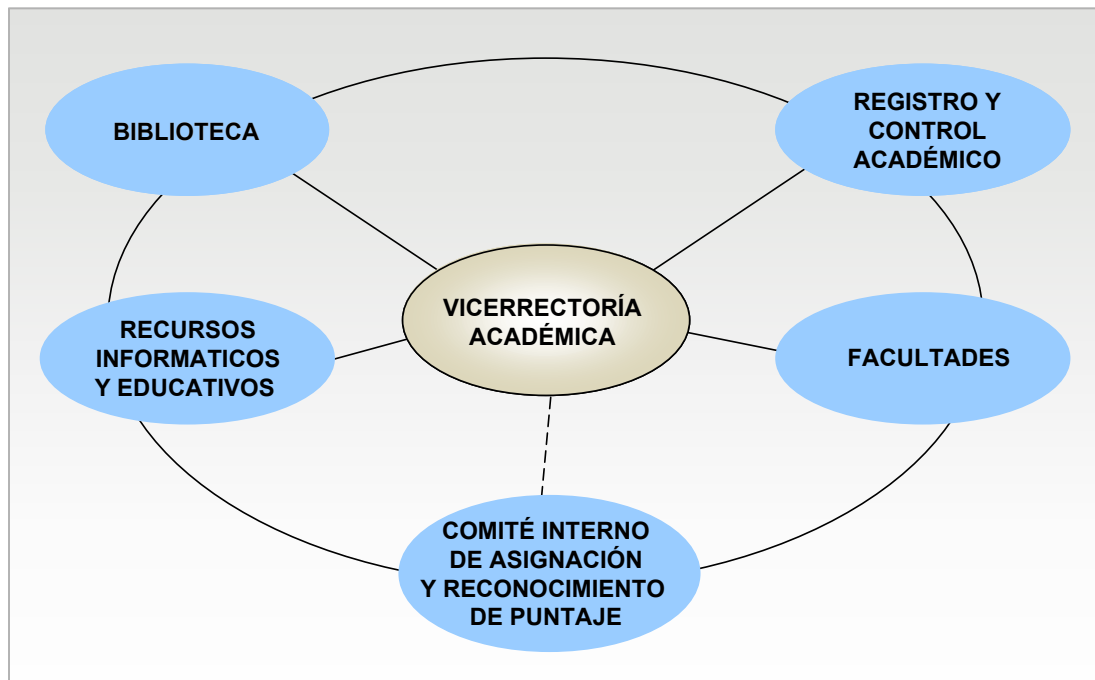 BIBLIOTECA
REGISTRO Y
CONTROL
ACADÉMICO
VICERRECTORÍA
ACADÉMICA
RECURSOS
INFORMATICOS
Y EDUCATIVOS
FACULTADES
COMITÉ INTERNO
DE ASIGNACIÓN
Y RECONOCIMIENTO
DE PUNTAJE